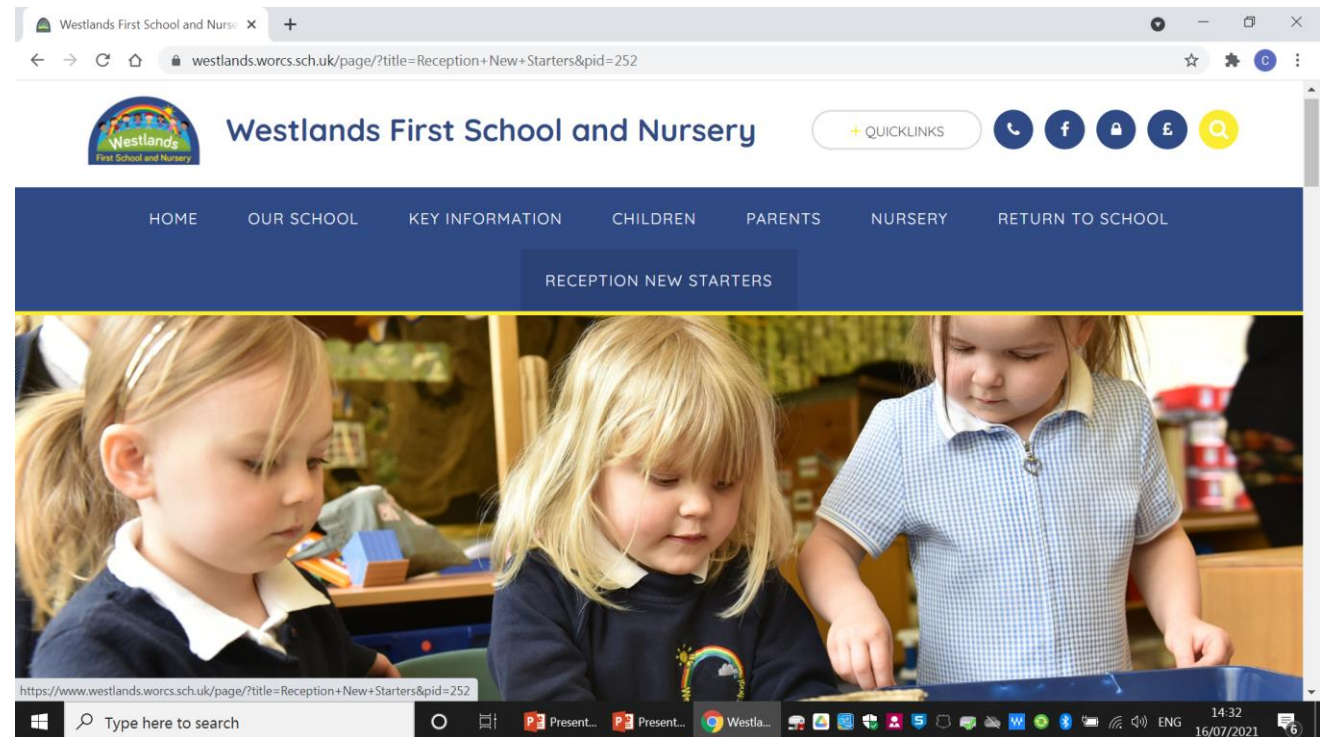 Westlands First School and Nurse
westlands.worcs.sch.uk/page/?title=Reception+New+Starters&pid=252
C
Westlands
First School and Nursery
Westlands First School and Nursery
+ QUICKLINKS
f
£
HOME OUR SCHOOL KEY INFORMATION CHILDREN PARENTS NURSERY RETURN TO SCHOOL
RECEPTION NEW STARTERS
https://www.westlands.worcs.sch.uk/page/?title=Reception+New+Starters&pid=252
Type here to search
Present...
Present...
Westla...
ENG
14:32
16/07/2021
6